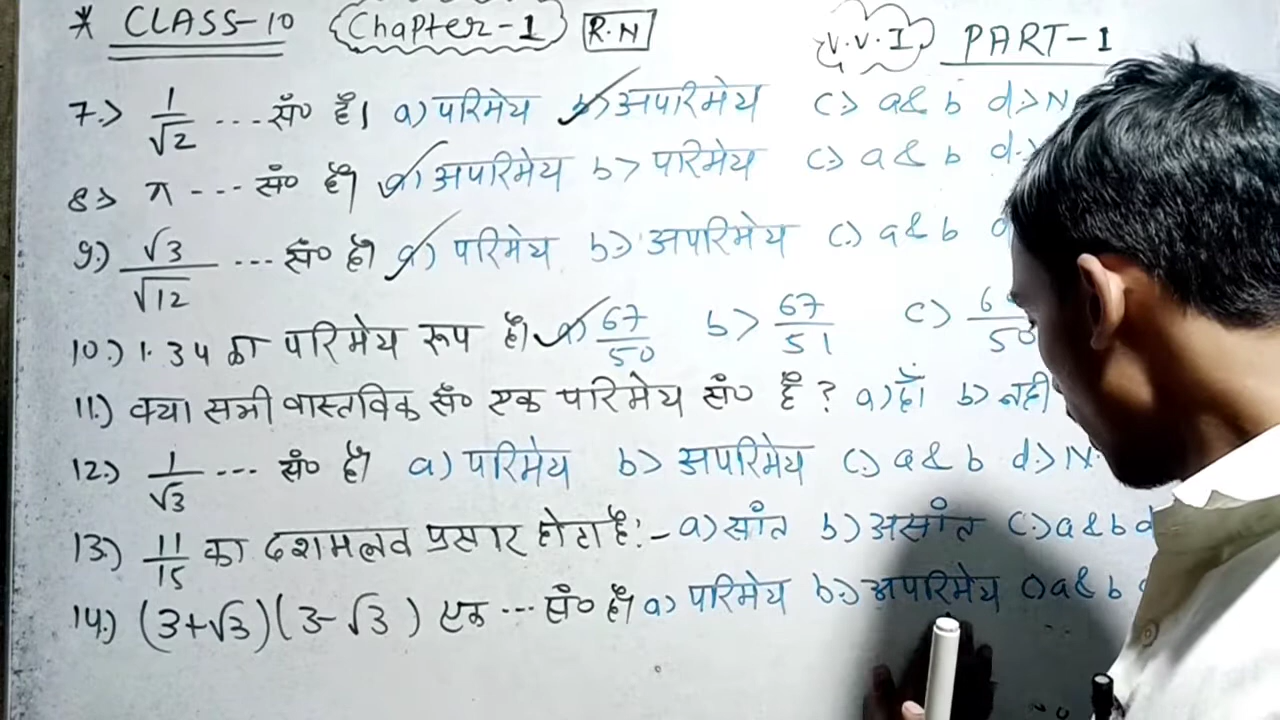 * CLASS-10 Chapter-1 R.N V.V.I PART-1
7.> 1/√2 ... सं० है। a) परिमेय b) अपरिमेय c.) a & b d.> N
8.> π --- सं० है। a) अपरिमेय b> परिमेय c.) a & b d.>
9.) √3/√12 ... सं० है। a) परिमेय b.) अपरिमेय c.) a & b d
10.) 1.34 का परिमेय रूप है। a) 67/50 b> 67/51 c)
11.) क्या सभी वास्तविक सं० एक परिमेय सं० है ? a) हाँ b) नही
12.) 1/√3 --- सं० है। a) परिमेय b> अपरिमेय c.) a & b d.> N.
13.) 11/15 का दशमलव प्रसार होता है:- a) सांत b) असांत c.) a & b d
14.) (3+√3)(3-√3) एक ... सं० है। a) परिमेय b.) अपरिमेय c) a & b